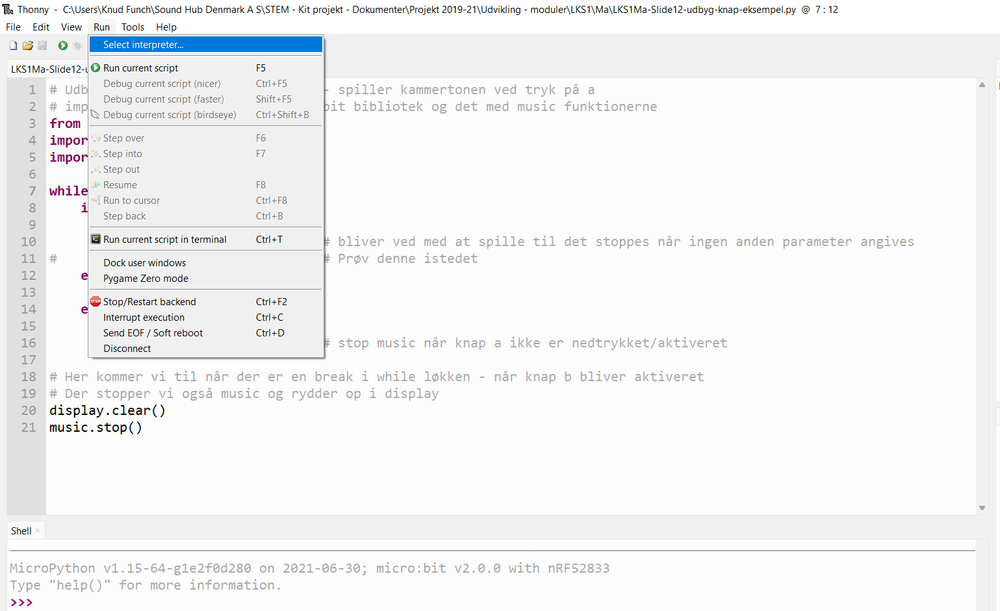 Thonny - C:\Users\Knud Funch\Sound Hub Denmark A S\STEM - Kit projekt - Dokumenter\Projekt 2019-21\Udvikling - moduler\LKS1\Ma\LKS1Ma-Slide12-udbyg-knap-eksempel.py @ 7 : 12
File Edit View Run Tools Help
Select interpreter...
Run current script F5
Debug current script (nicer) Ctrl+F5
Debug current script (faster) Shift+F5
Debug current script (birdseye) Ctrl+Shift+B
Step over F6
Step into F7
Step out
Resume F8
Run to cursor Ctrl+F8
Step back Ctrl+B
Run current script in terminal Ctrl+T
Dock user windows
Pygame Zero mode
STOP Stop/Restart backend Ctrl+F2
Interrupt execution Ctrl+C
Send EOF / Soft reboot Ctrl+D
Disconnect
LKS1Ma-Slide12-u
1 # Udb - spiller kammertonen ved tryk på a
2 # imp bit bibliotek og det med music funktionerne
3 from
4 impor
5 impor
6
7 while
8 i
9
10 # bliver ved med at spille til det stoppes når ingen anden parameter angives
11 # # Prøv denne istedet
12 e
13
14 e
15
16 # stop music når knap a ikke er nedtrykket/aktiveret
17
18 # Her kommer vi til når der er en break i while løkken - når knap b bliver aktiveret
19 # Der stopper vi også music og rydder op i display
20 display.clear()
21 music.stop()
Shell
MicroPython v1.15-64-g1e2f0d280 on 2021-06-30; micro:bit v2.0.0 with nRF52833
Type "help()" for more information.
>>>